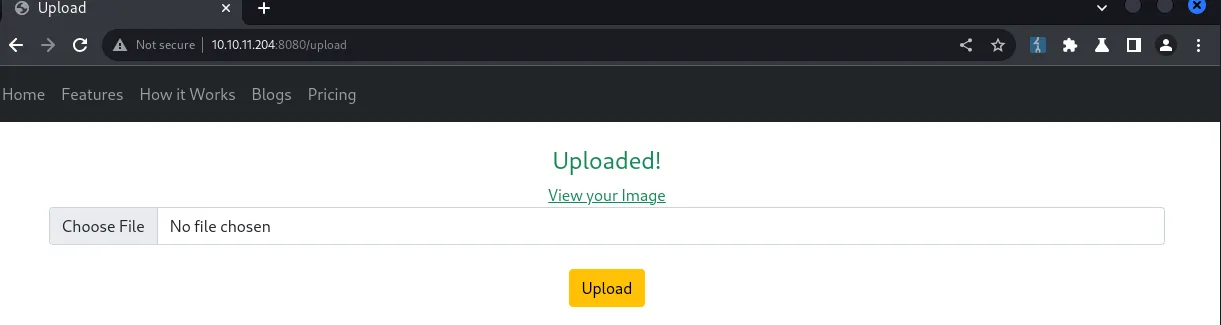 Upload
Not secure 10.10.11.204:8080/upload
Home Features How it Works Blogs Pricing
Uploaded!
View your Image
Choose File No file chosen
Upload